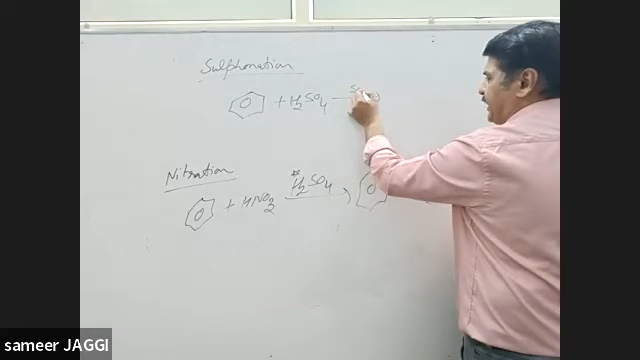 Sulphonation
+ H2SO4
Nitration
+ HNO3 H2SO4
sameer JAGGI